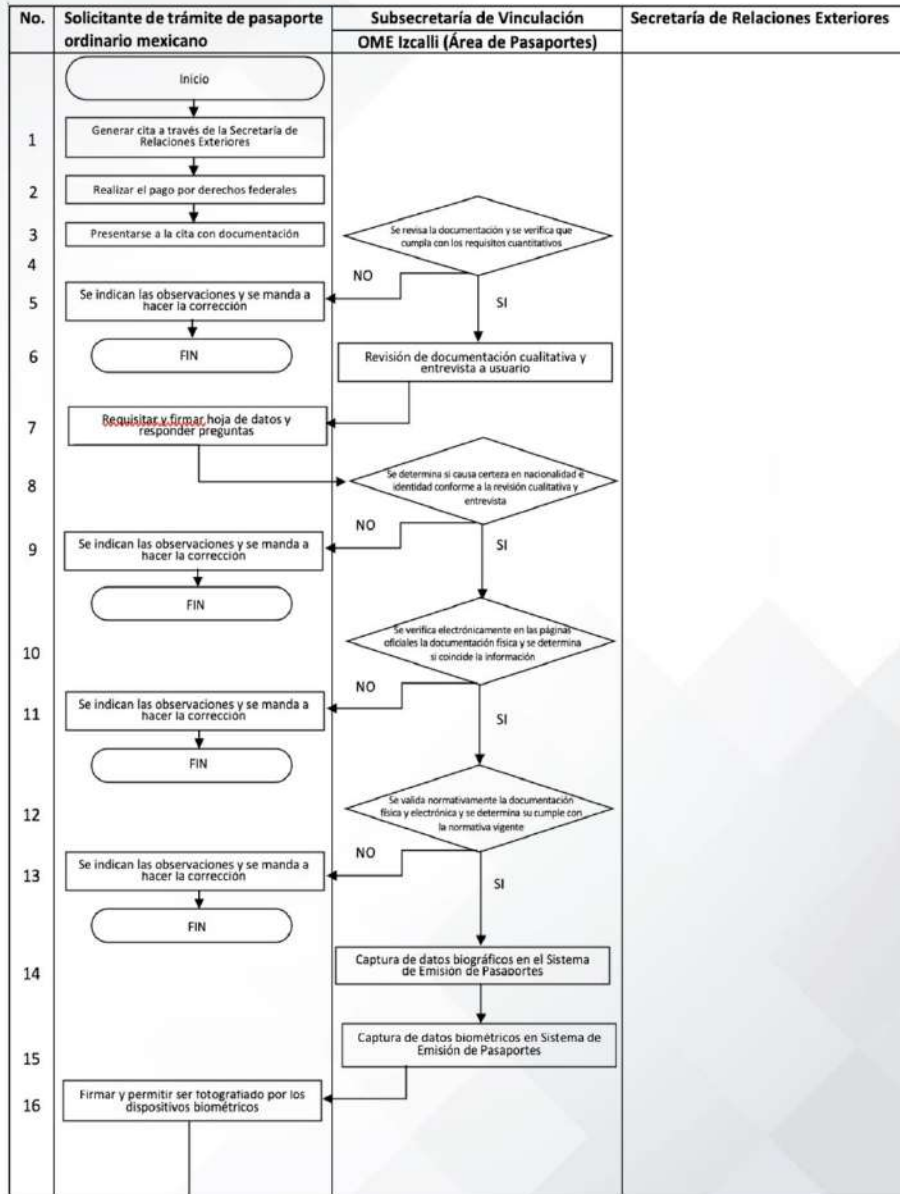 No.
Solicitante de trámite de pasaporte
ordinario mexicano
Subsecretaría de Vinculación
OME Izcalli (Área de Pasaportes)
Secretaría de Relaciones Exteriores
Inicio
1
Generar cita a través de la Secretaría de
Relaciones Exteriores
2
Realizar el pago por derechos federales
3
Presentarse a la cita con documentación
Se revisa la documentación y se verifica que
cumpla con los requisitos cuantitativos
4
NO
SI
5
Se indican las observaciones y se manda a
hacer la corrección
6
FIN
Revisión de documentación cualitativa y
entrevista a usuario
7
Requisitar y firmar hoja de datos y
responder preguntas
8
Se determina si causa certeza en nacionalidad e
identidad conforme a la revisión cualitativa y
entrevista
NO
SI
9
Se indican las observaciones y se manda a
hacer la corrección
FIN
10
Se verifica electrónicamente en las páginas
oficiales la documentación física y se determina
si coincide la información
NO
SI
11
Se indican las observaciones y se manda a
hacer la corrección
FIN
12
Se valida normativamente la documentación
física y electrónica y se determina su cumple con
la normativa vigente
NO
SI
13
Se indican las observaciones y se manda a
hacer la corrección
FIN
14
Captura de datos biográficos en el Sistema
de Emisión de Pasaportes
15
Captura de datos biométricos en Sistema de
Emisión de Pasaportes
16
Firmar y permitir ser fotografiado por los
dispositivos biométricos